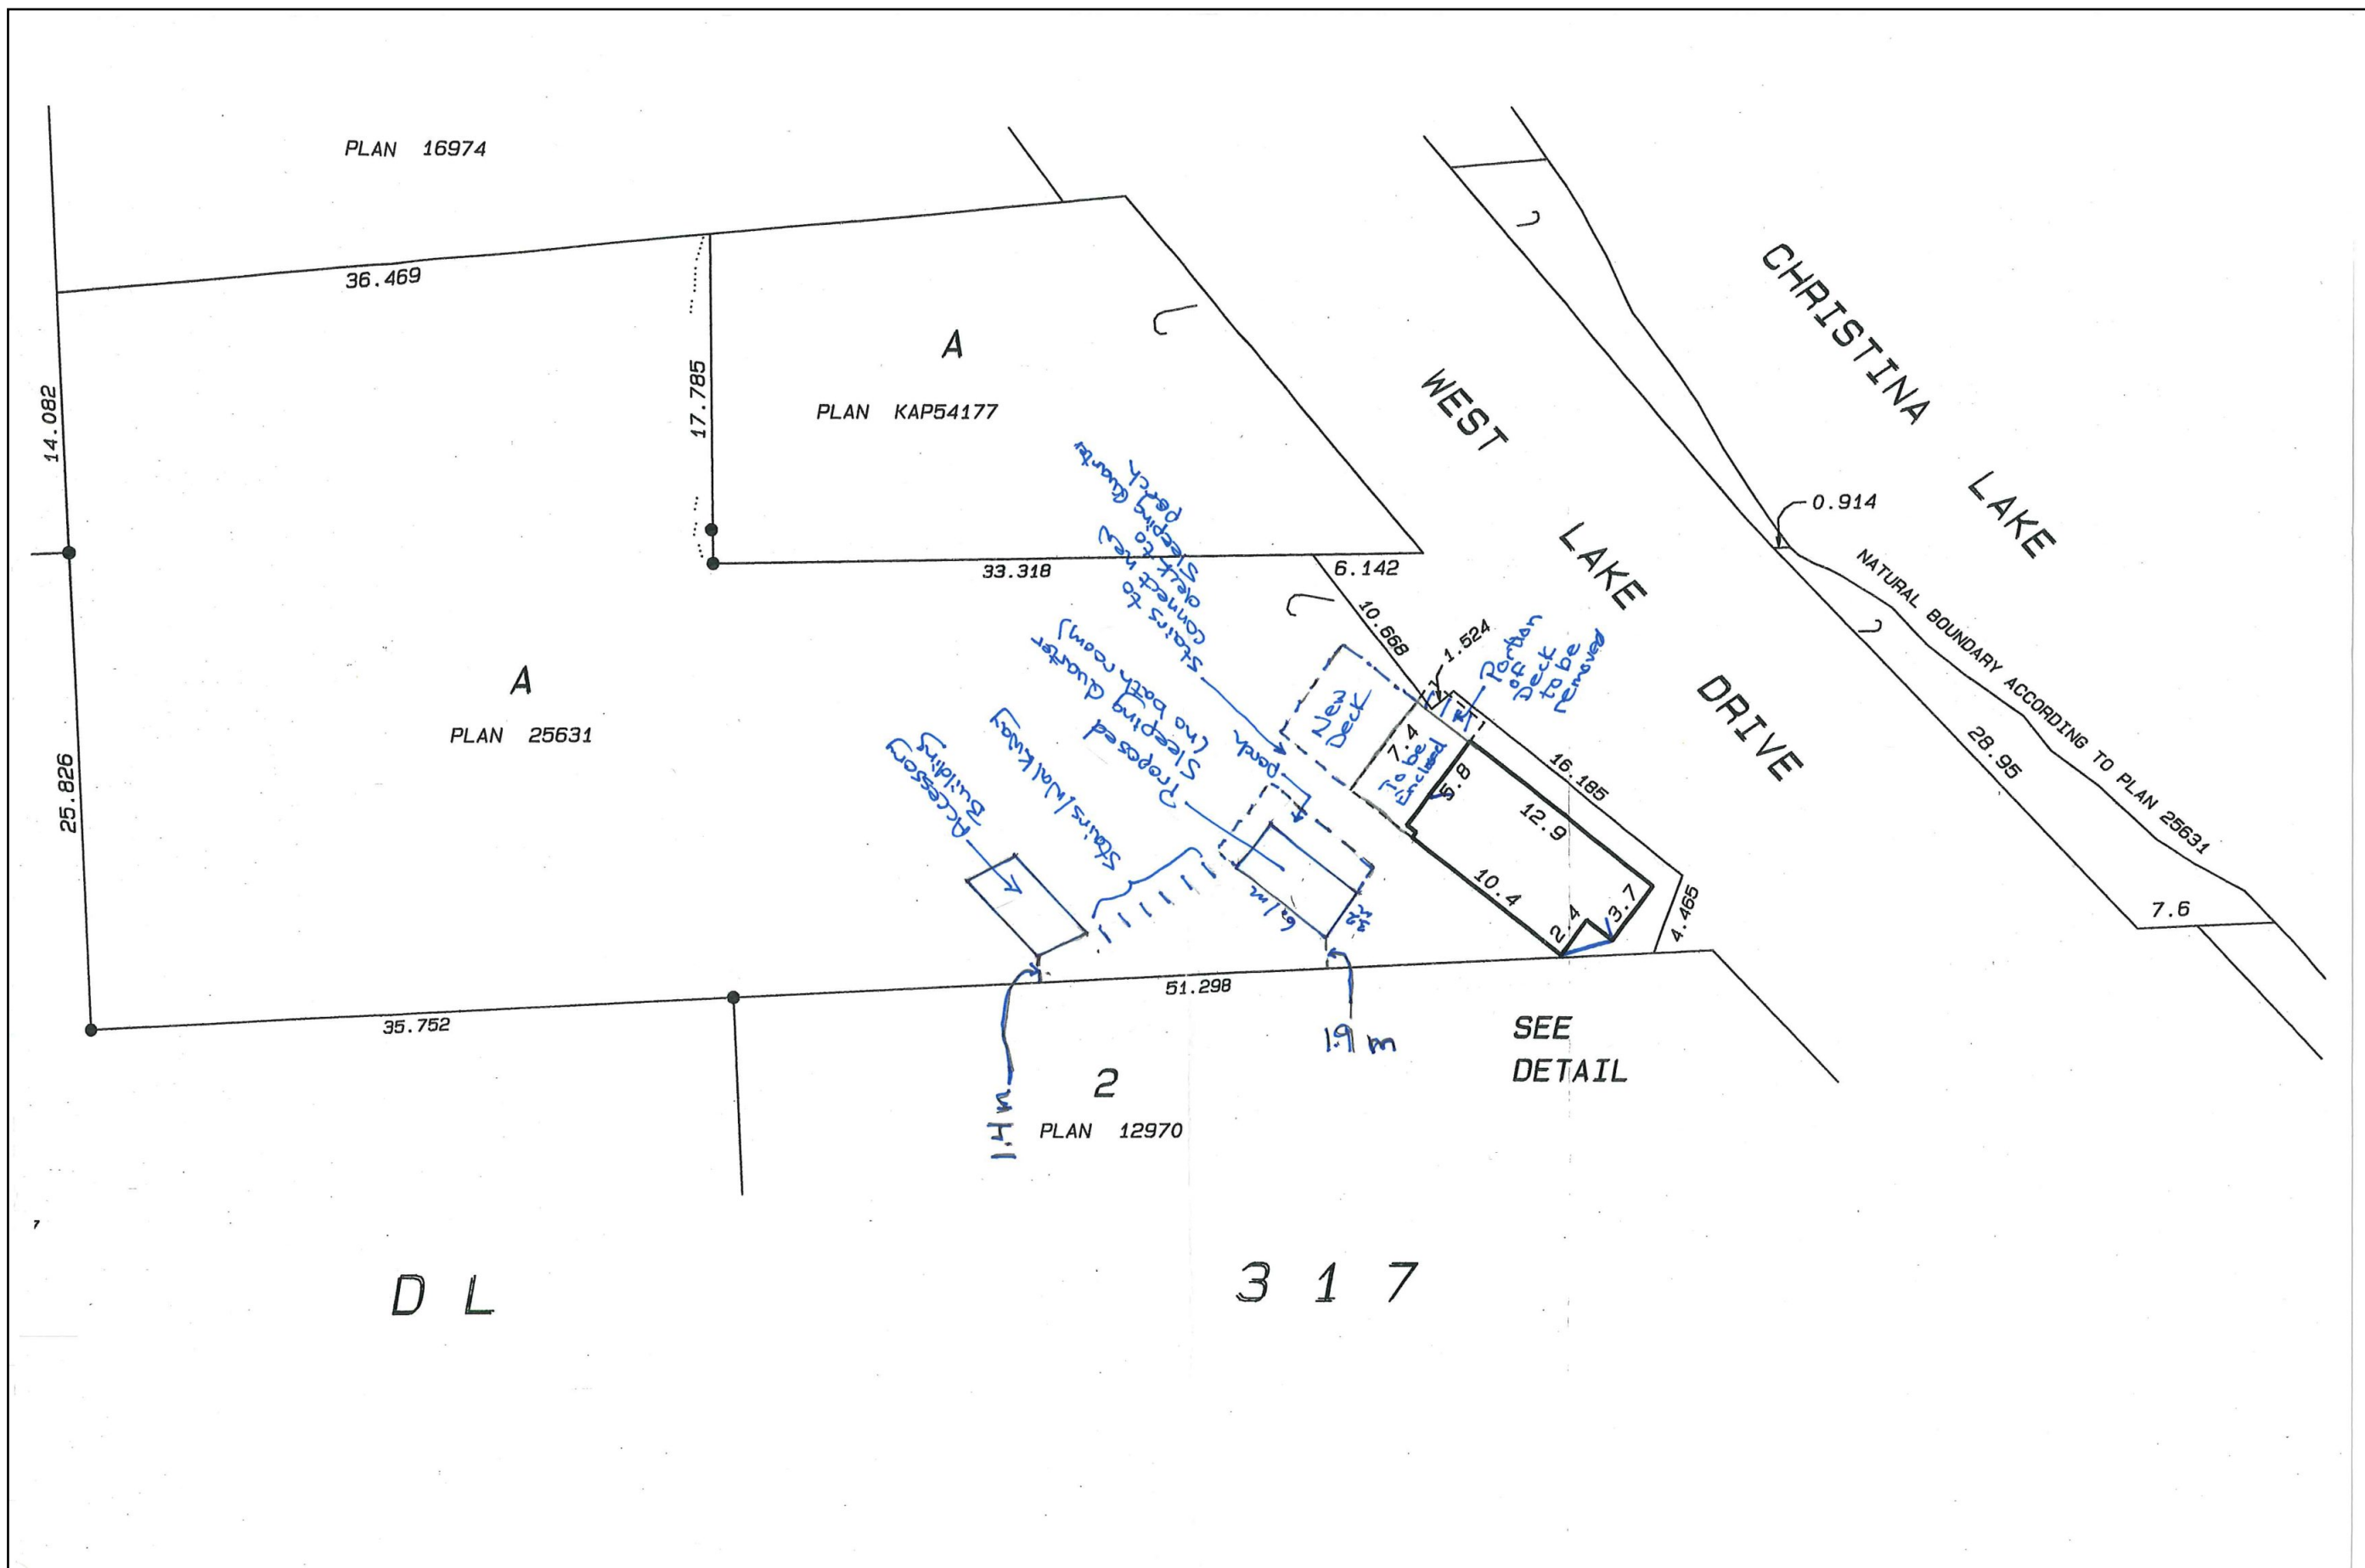 PLAN 16974
36.469
14.082
17.785
A
PLAN KAP54177
33.318
6.142
10.668
1.524
WEST LAKE DRIVE
CHRISTINA LAKE
0.914
NATURAL BOUNDARY ACCORDING TO PLAN 25631
28.95
7.6
A
PLAN 25631
25.826
35.752
51.298
16.185
4.465
7.4
5.8
12.9
10.4
2.4
3.7
Stairs to
connect new
deck to
Sleeping Quarter
porch
Proposed
Sleeping Quarter
(no bathroom)
Stairs/Walkway
Accessory
Building
porch
New
Deck
To be
Enclosed
Portion
of
Deck
to be
removed
6.1m
1.4 m
1.9 m
SEE
DETAIL
2
PLAN 12970
DL 317